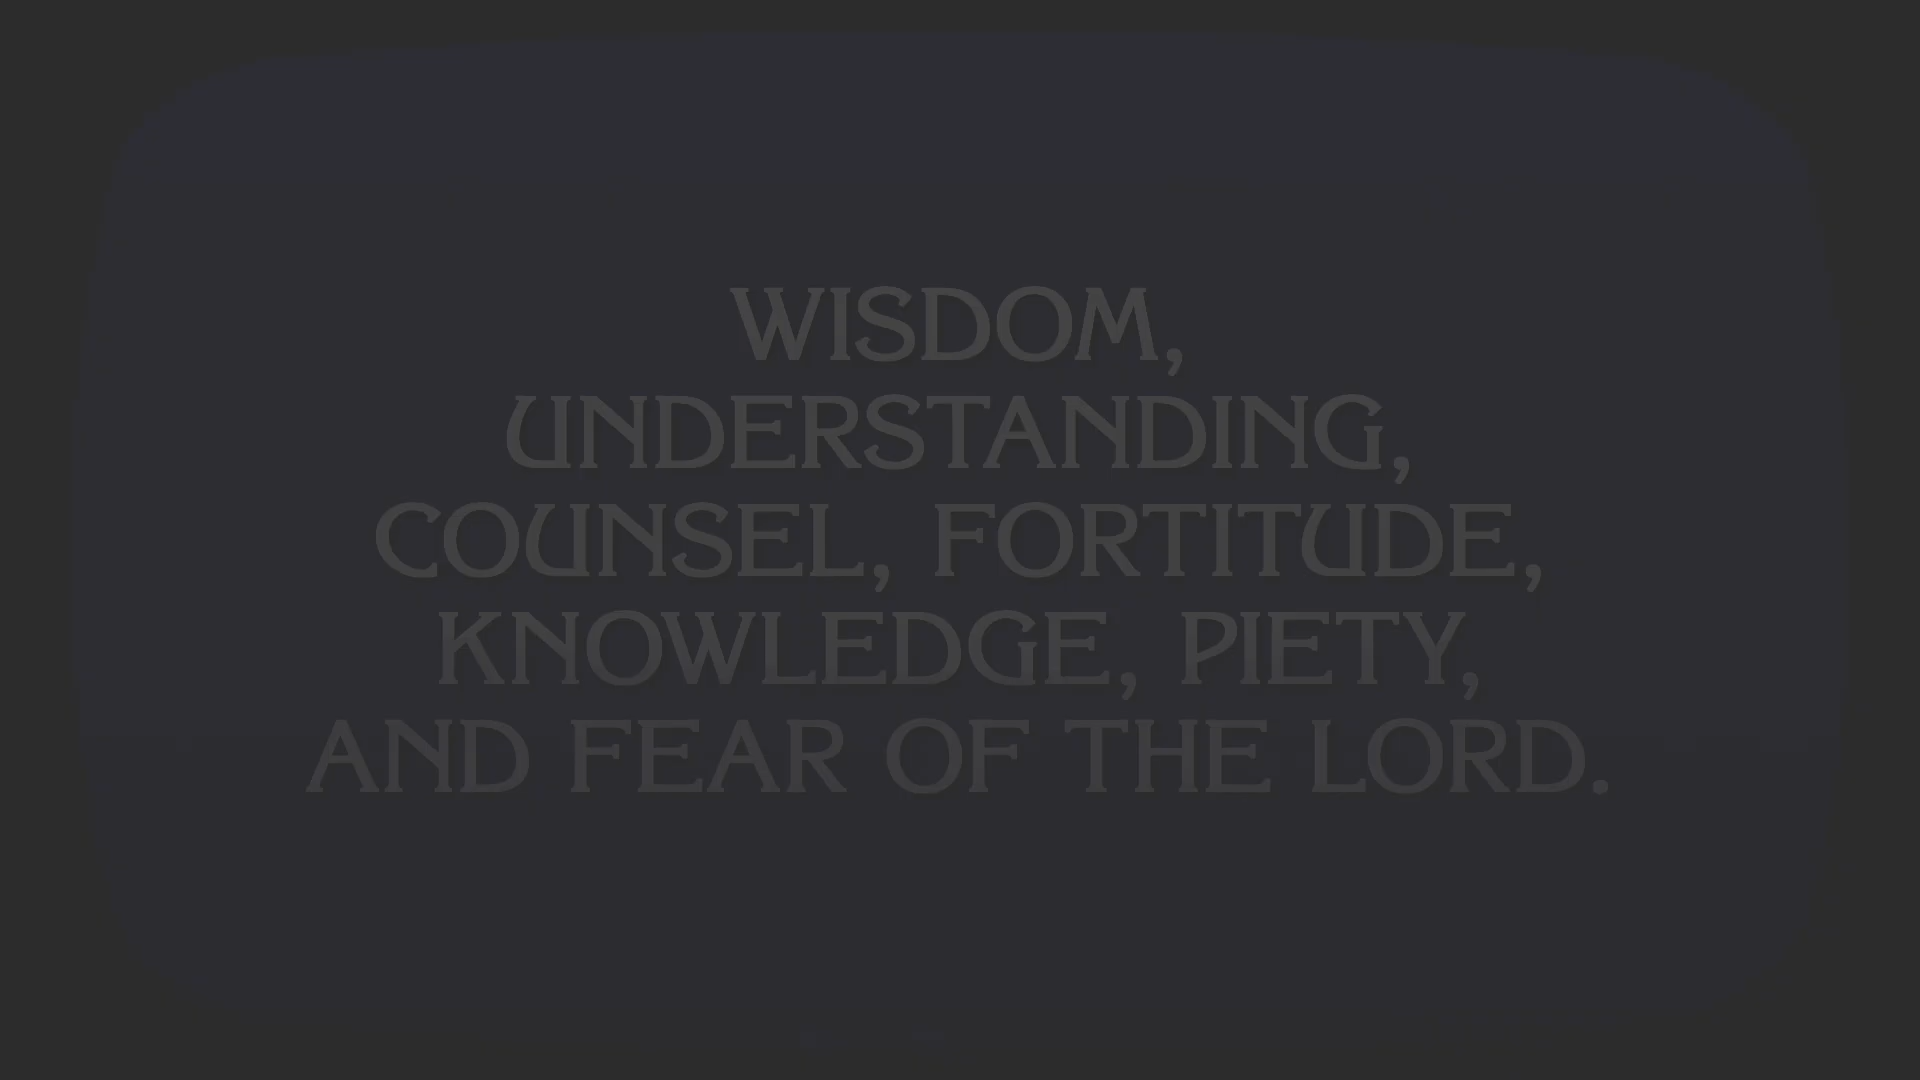 WISDOM,
UNDERSTANDING,
COUNSEL, FORTITUDE,
KNOWLEDGE, PIETY,
AND FEAR OF THE LORD.